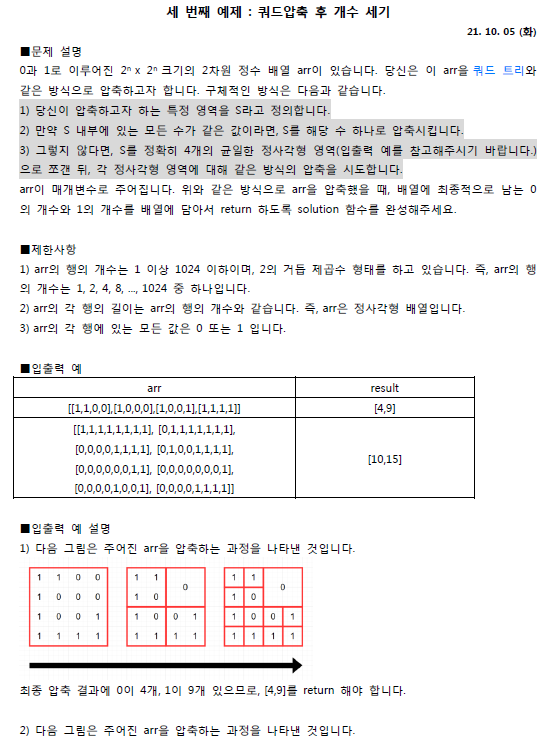 세 번째 예제 : 쿼드압축 후 개수 세기
21. 10. 05 (화)
■문제 설명
0과 1로 이루어진 2ⁿ x 2ⁿ 크기의 2차원 정수 배열 arr이 있습니다. 당신은 이 arr을 쿼드 트리와
같은 방식으로 압축하고자 합니다. 구체적인 방식은 다음과 같습니다.
1) 당신이 압축하고자 하는 특정 영역을 S라고 정의합니다.
2) 만약 S 내부에 있는 모든 수가 같은 값이라면, S를 해당 수 하나로 압축시킵니다.
3) 그렇지 않다면, S를 정확히 4개의 균일한 정사각형 영역(입출력 예를 참고해주시기 바랍니다.)
으로 쪼갠 뒤, 각 정사각형 영역에 대해 같은 방식의 압축을 시도합니다.
arr이 매개변수로 주어집니다. 위와 같은 방식으로 arr을 압축했을 때, 배열에 최종적으로 남는 0
의 개수와 1의 개수를 배열에 담아서 return 하도록 solution 함수를 완성해주세요.
■제한사항
1) arr의 행의 개수는 1 이상 1024 이하이며, 2의 거듭 제곱수 형태를 하고 있습니다. 즉, arr의 행
의 개수는 1, 2, 4, 8, ..., 1024 중 하나입니다.
2) arr의 각 행의 길이는 arr의 행의 개수와 같습니다. 즉, arr은 정사각형 배열입니다.
3) arr의 각 행에 있는 모든 값은 0 또는 1 입니다.
■입출력 예
arr result
[[1,1,0,0],[1,0,0,0],[1,0,0,1],[1,1,1,1]] [4,9]
[[1,1,1,1,1,1,1,1], [0,1,1,1,1,1,1,1],
[0,0,0,0,1,1,1,1], [0,1,0,0,1,1,1,1],
[0,0,0,0,0,0,1,1], [0,0,0,0,0,0,0,1],
[0,0,0,0,1,0,0,1], [0,0,0,0,1,1,1,1]]
[10,15]
■입출력 예 설명
1) 다음 그림은 주어진 arr을 압축하는 과정을 나타낸 것입니다.
1 1 0 0
1 0 0 0
1 0 0 1
1 1 1 1
1 1 0
1 0
1 0 0 1
1 1 1 1
1 1 0
1 0
1 0 0 1
1 1 1 1
최종 압축 결과에 0이 4개, 1이 9개 있으므로, [4,9]를 return 해야 합니다.
2) 다음 그림은 주어진 arr을 압축하는 과정을 나타낸 것입니다.